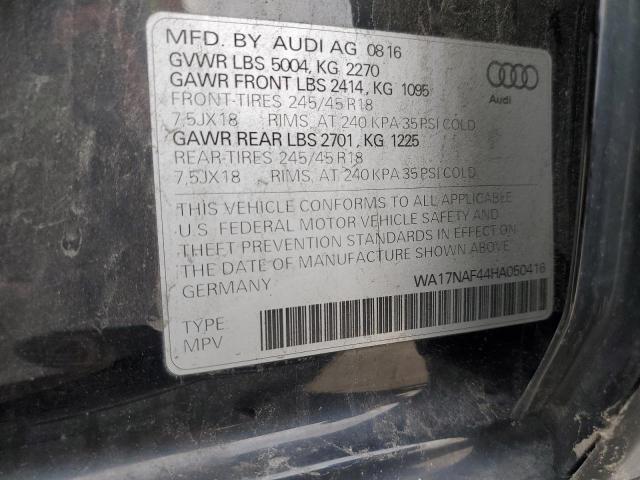 MFD. BY AUDI AG 08 16
GVWR LBS 5004, KG 2270
GAWR FRONT LBS 2414, KG 1095
FRONT-TIRES 245/45 R18
7,5JX18 RIMS, AT 240 KPA 35 PSI COLD
GAWR REAR LBS 2701, KG 1225
REAR-TIRES 245/45 R18
7,5JX18 RIMS, AT 240 KPA 35 PSI COLD
Audi
THIS VEHICLE CONFORMS TO ALL APPLICABLE
U.S. FEDERAL MOTOR VEHICLE SAFETY AND
THEFT PREVENTION STANDARDS IN EFFECT ON
THE DATE OF MANUFACTURE SHOWN ABOVE.
GERMANY WA17NAF44HA050416
TYPE:
MPV